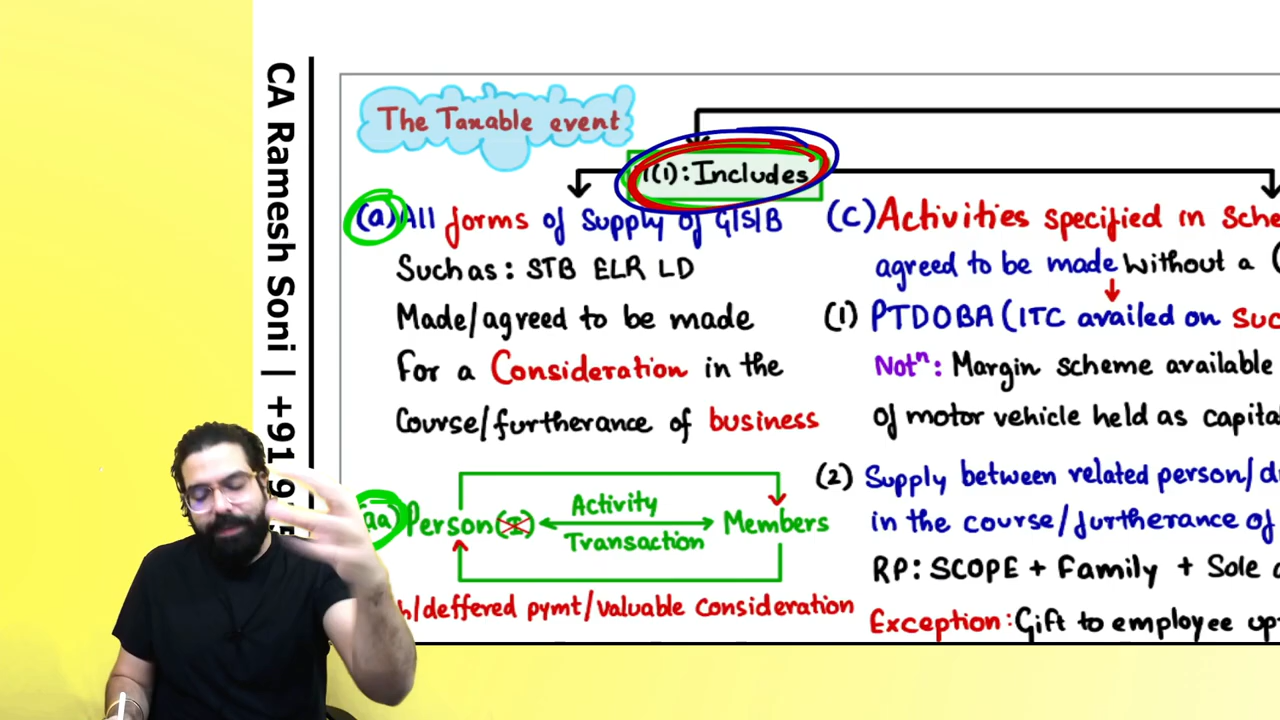 CA Ramesh Soni | +91 9
The Taxable event
(1): Includes
(a) All forms of Supply of G/S/B
Such as: STB ELR LD
Made/agreed to be made
For a Consideration in the
Course/furtherance of business
(aa) Person(I) Activity Members
Transaction
/deffered pymt/valuable Consideration
(C) Activities specified in Sche
agreed to be made without a
(1) PTDOBA (ITC availed on Suc
Notⁿ: Margin scheme available
of motor vehicle held as capita
(2) Supply between related person/di
in the course/furtherance of
RP: SCOPE + Family + Sole
Exception: Gift to employee up